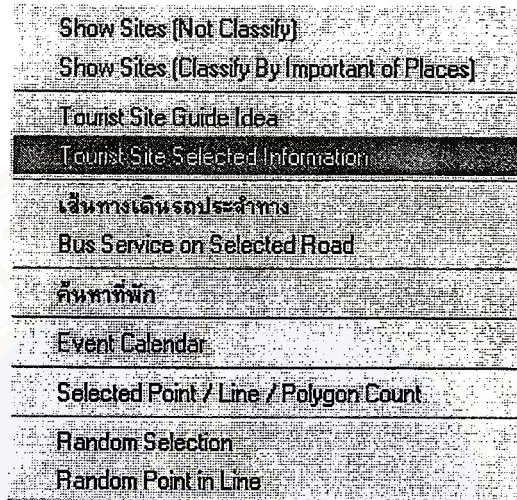 Show Sites (Not Classify)
Show Sites (Classify By Important of Places)
Tourist Site Guide Idea
Tourist Site Selected Information
เส้นทางเดินรถประจำทาง
Bus Service on Selected Road
ค้นหาที่พัก
Event Calendar
Selected Point / Line / Polygon Count
Random Selection
Random Point in Line